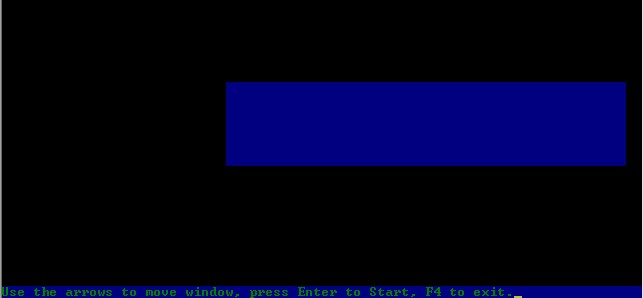 Use the arrows to move window, press Enter to Start, F4 to exit.